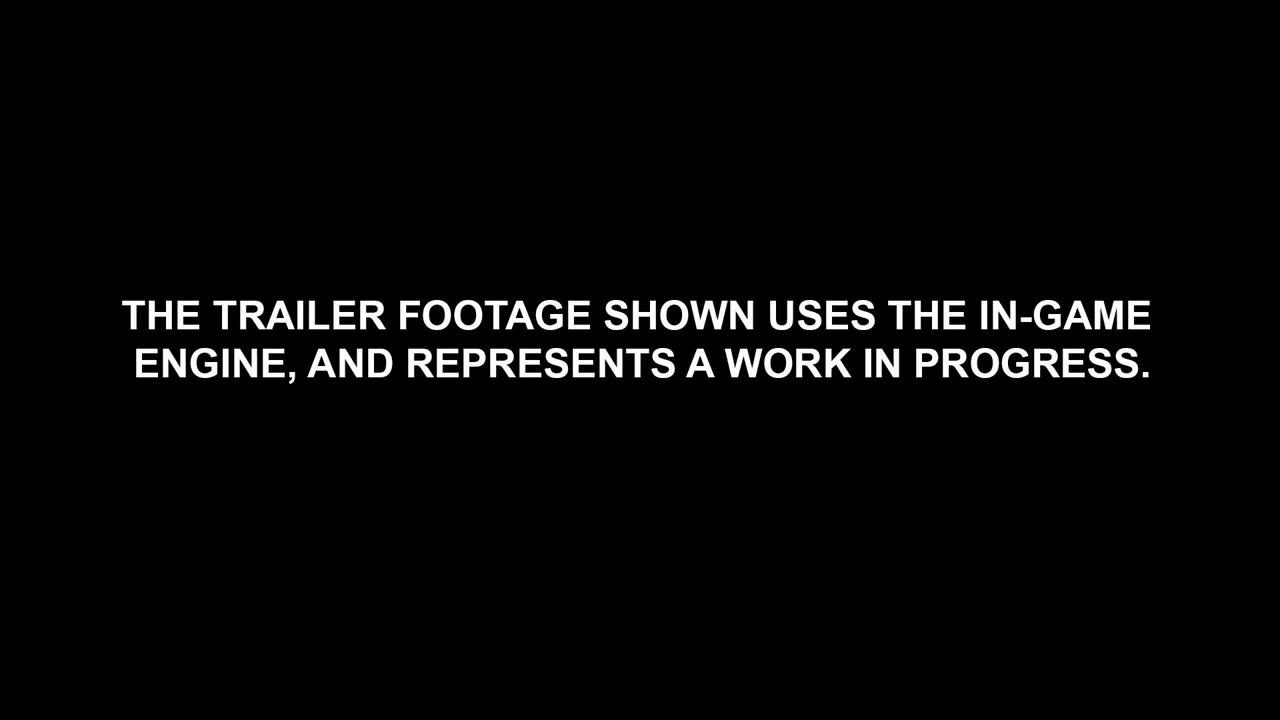 THE TRAILER FOOTAGE SHOWN USES THE IN-GAME
ENGINE, AND REPRESENTS A WORK IN PROGRESS.